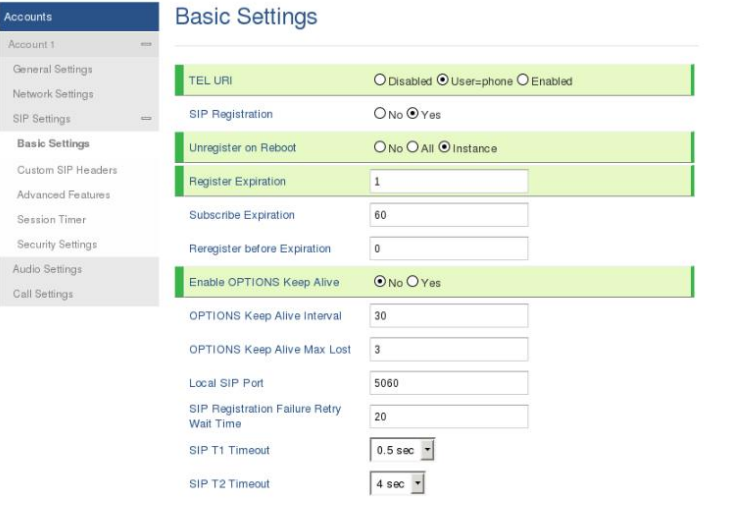 Accounts
Account 1
General Settings
Network Settings
SIP Settings
Basic Settings
Custom SIP Headers
Advanced Features
Session Timer
Security Settings
Audio Settings
Call Settings
Basic Settings
TEL URI Disabled User=phone Enabled
SIP Registration No Yes
Unregister on Reboot No All Instance
Register Expiration 1
Subscribe Expiration 60
Reregister before Expiration 0
Enable OPTIONS Keep Alive No Yes
OPTIONS Keep Alive Interval 30
OPTIONS Keep Alive Max Lost 3
Local SIP Port 5060
SIP Registration Failure Retry
Wait Time 20
SIP T1 Timeout 0.5 sec
SIP T2 Timeout 4 sec